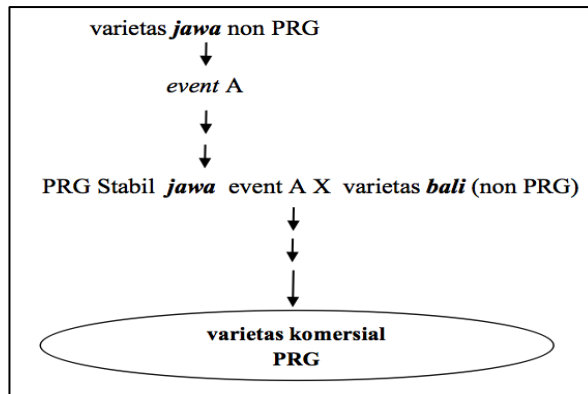 varietas jawa non PRG
event A
PRG Stabil jawa event A X varietas bali (non PRG)
varietas komersial
PRG